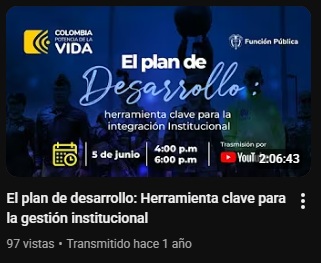 COLOMBIA
POTENCIA DE LA
VIDA
Función Pública
El plan de
Desarrollo:
herramienta clave para la
integración Institucional
5 de junio
4:00 p.m
6:00 p.m
Trasmisión por
YouTu
2:06:43
El plan de desarrollo: Herramienta clave para
la gestión institucional
97 vistas • Transmitido hace 1 año